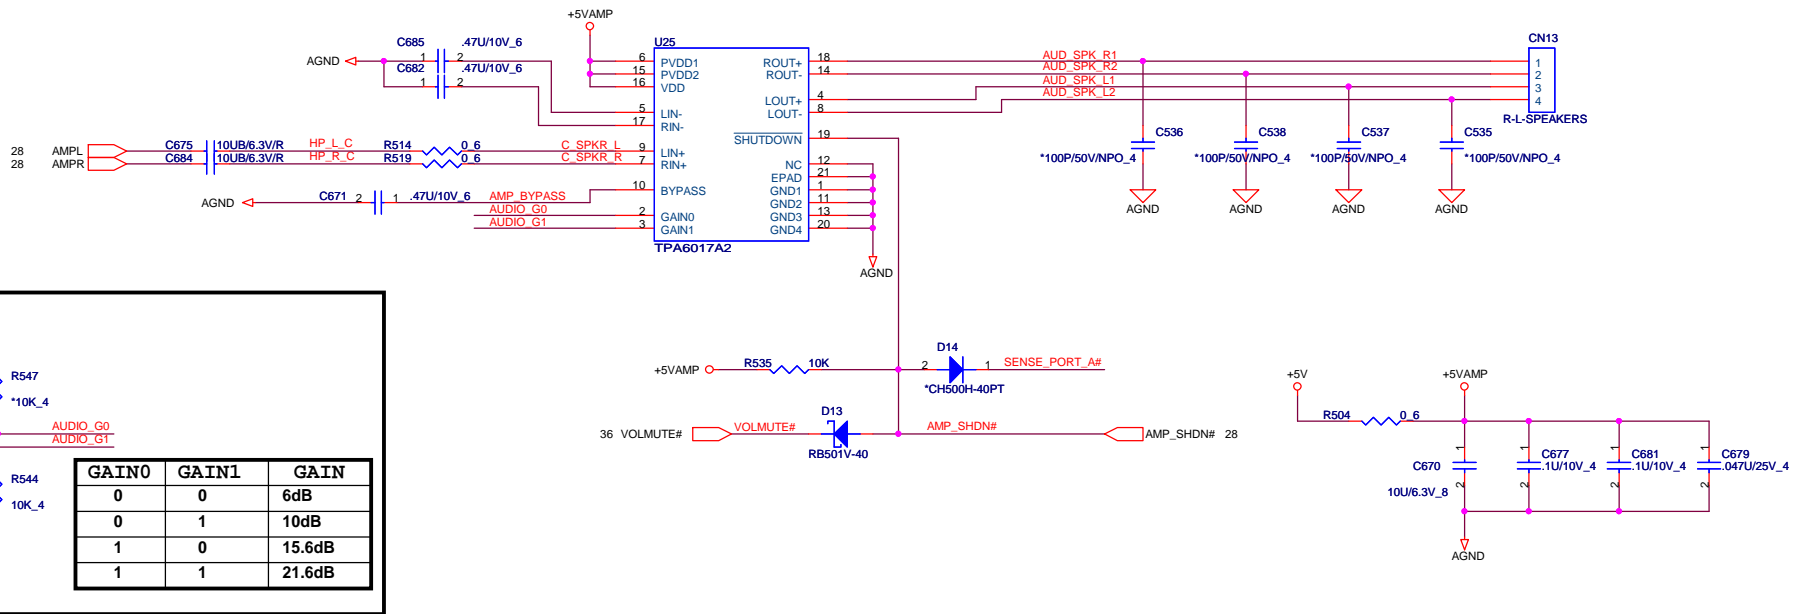 +5VAMP
C685 .47U/10V_6
1 2
AGND
C682 .47U/10V_6
1 2
U25
6 PVDD1
15 PVDD2
16 VDD
5 LIN-
17 RIN-
9 LIN+
7 RIN+
10 BYPASS
2 GAIN0
3 GAIN1
ROUT+ 18
ROUT- 14
LOUT+ 4
LOUT- 8
SHUTDOWN 19
NC 12
EPAD 21
GND1 1
GND2 11
GND3 13
GND4 20
TPA6017A2
AGND
28 AMPL C675 10UB/6.3V/R HP_L_C R514 0_6 C_SPKR_L
28 AMPR C684 10UB/6.3V/R HP_R_C R519 0_6 C_SPKR_R
AGND C671 2 1 .47U/10V_6 AMP_BYPASS
AUDIO_G0
AUDIO_G1
AUD_SPK_R1
AUD_SPK_R2
AUD_SPK_L1
AUD_SPK_L2
CN13
1
2
3
4
R-L-SPEAKERS
C536 C538 C537 C535
*100P/50V/NPO_4 *100P/50V/NPO_4 *100P/50V/NPO_4 *100P/50V/NPO_4
AGND AGND AGND AGND
+5VAMP R535 10K
D14
2 1 SENSE_PORT_A#
*CH500H-40PT
36 VOLMUTE# VOLMUTE# D13 AMP_SHDN# AMP_SHDN# 28
RB501V-40
+5V +5VAMP
R504 0_6
C670 1 2
10U/6.3V_8
C677 1 2
.1U/10V_4
C681 1 2
.1U/10V_4
C679 1 2
.047U/25V_4
AGND
R547
*10K_4
AUDIO_G0
AUDIO_G1
R544
10K_4
GAIN0 GAIN1 GAIN
0 0 6dB
0 1 10dB
1 0 15.6dB
1 1 21.6dB